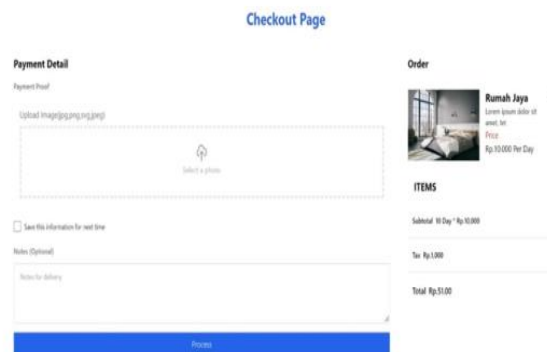 Checkout Page
Payment Detail
Payment Proof
Upload Image(jpg,png,svg,jpeg)
Select a photo
Save this information for next time
Notes (Optional)
Notes for delivery
Process
Order
Rumah Jaya
Lorem ipsum dolor sit
amet, tet
Price
Rp.10.000 Per Day
ITEMS
Subtotal 10 Day * Rp.10,000
Tax Rp.1,000
Total Rp.51.00